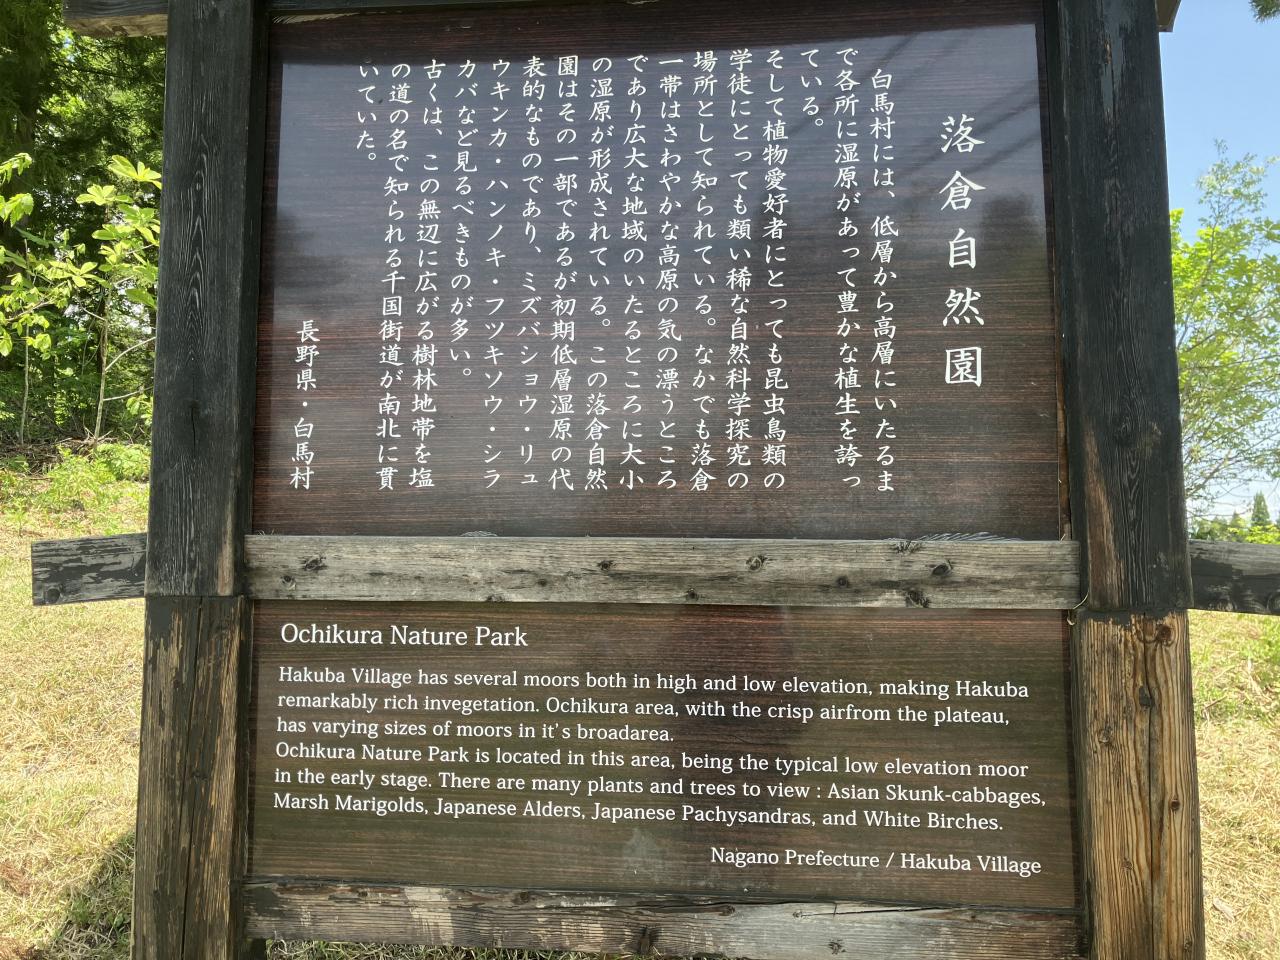 落倉自然園
白馬村には、低層から高層にいたるま
で各所に湿原があって豊かな植生を誇っ
ている。
そして植物愛好者にとっても昆虫鳥類の
学徒にとっても類い稀な自然科学探究の
場所として知られている。なかでも落倉
一帯はさわやかな高原の気の漂うところ
であり広大な地域のいたるところに大小
の湿原が形成されている。この落倉自然
園はその一部であるが初期低層湿原の代
表的なものであり、ミズバショウ・リュ
ウキンカ・ハンノキ・フツキソウ・シラ
カバなど見るべきものが多い。
古くは、この無辺に広がる樹林地帯を塩
の道の名で知られる千国街道が南北に貫
いていた。
長野県・白馬村
Ochikura Nature Park
Hakuba Village has several moors both in high and low elevation, making Hakuba
remarkably rich invegetation. Ochikura area, with the crisp airfrom the plateau,
has varying sizes of moors in it's broadarea.
Ochikura Nature Park is located in this area, being the typical low elevation moor
in the early stage. There are many plants and trees to view : Asian Skunk-cabbages,
Marsh Marigolds, Japanese Alders, Japanese Pachysandras, and White Birches.
Nagano Prefecture / Hakuba Village